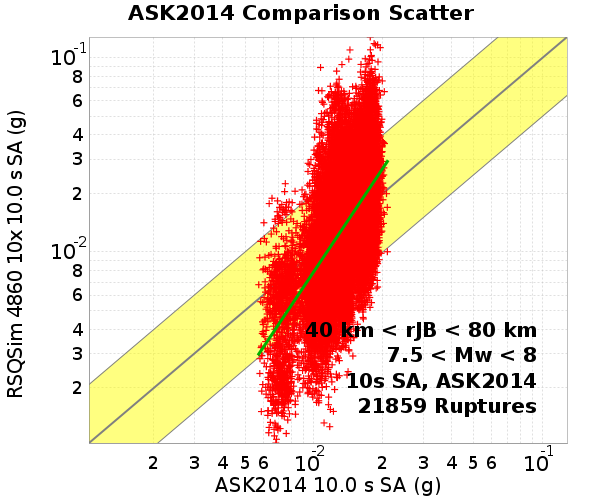 ASK2014 Comparison Scatter
RSQSim 4860 10x 10.0 s SA (g)
10-1
8
6
4
3
2
10-2
8
6
4
3
2
40 km < rJB < 80 km
7.5 < Mw < 8
10s SA, ASK2014
21859 Ruptures
2 3 4 5 6 10-2 2 3 4 5 6 10-1
ASK2014 10.0 s SA (g)